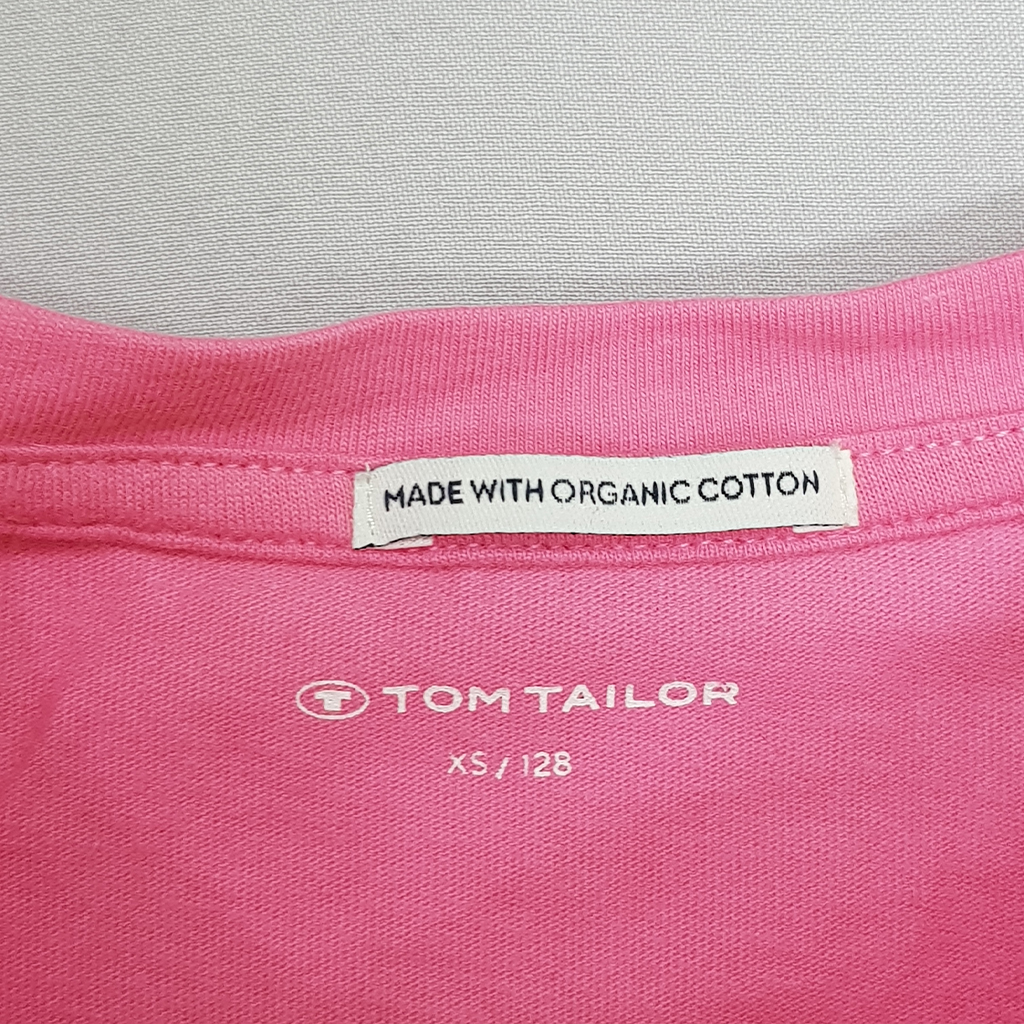 MADE WITH ORGANIC COTTON
TOM TAILOR
XS / 128